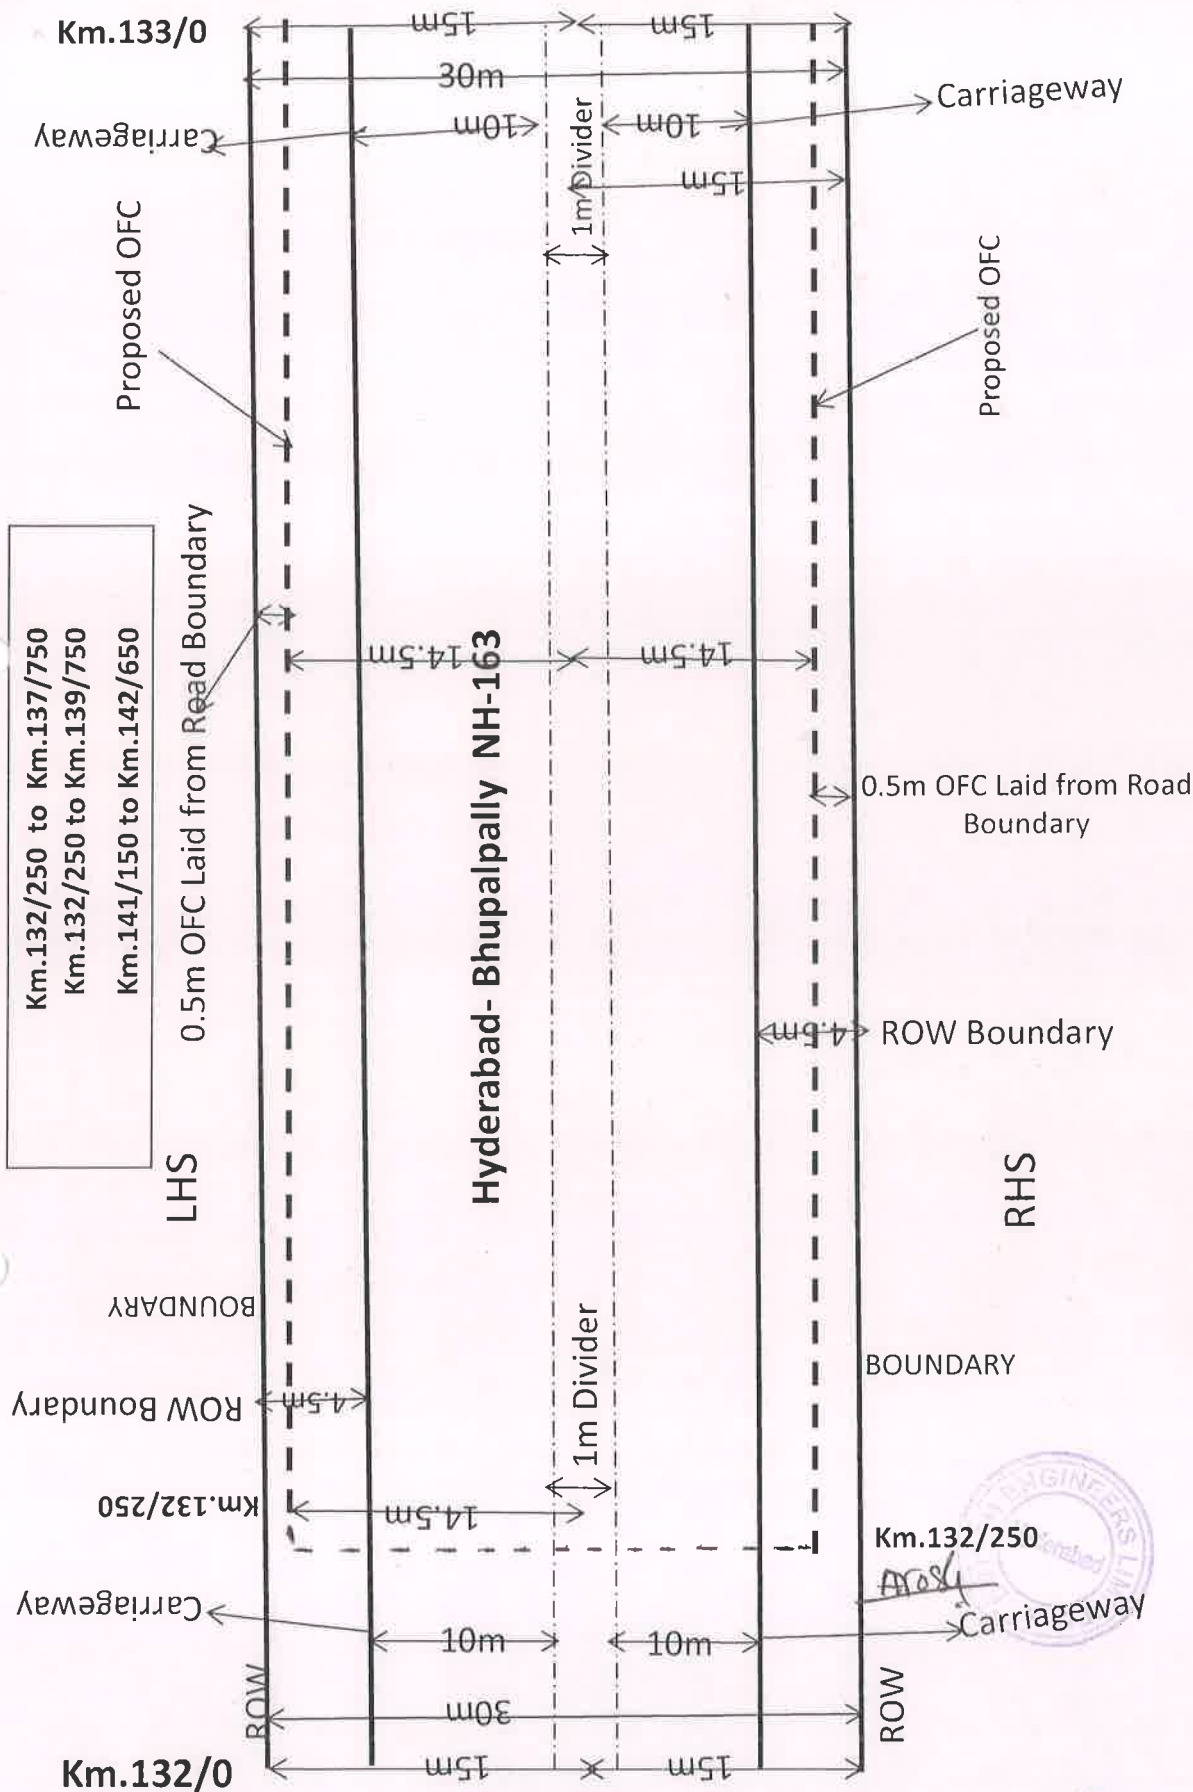 Km.133/0
15m
15m
30m
Carriageway
10m
10m
Carriageway
15m
1m Divider
Proposed OFC
Proposed OFC
Km.132/250 to Km.137/750
Km.132/250 to Km.139/750
Km.141/150 to Km.142/650
0.5m OFC Laid from Road Boundary
14.5m
14.5m
Hyderabad- Bhupalpally NH-163
0.5m OFC Laid from Road
Boundary
4.5m
ROW Boundary
LHS
RHS
BOUNDARY
BOUNDARY
ROW Boundary
4.5m
1m Divider
Km.132/250
14.5m
Km.132/250
ENGINEERS LIM
Hyderabad
Carriageway
Carriageway
10m
10m
ROW
ROW
30m
Km.132/0
15m
15m